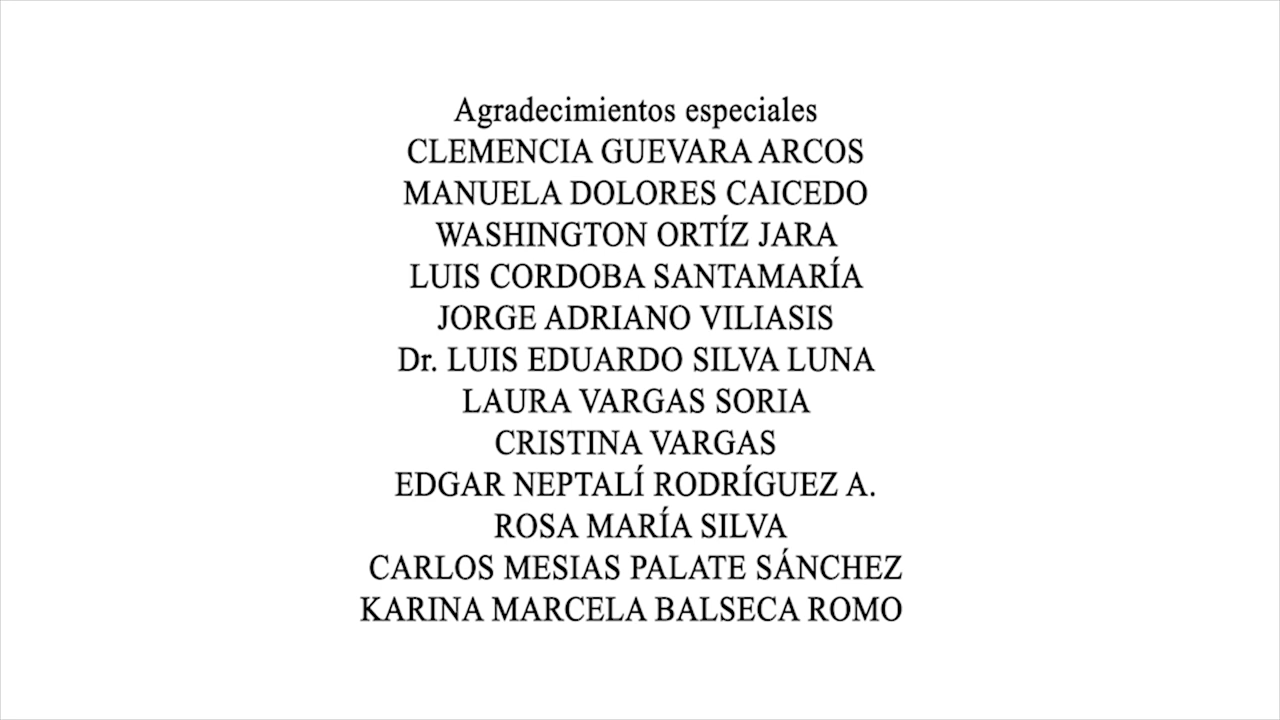 Agradecimientos especiales
CLEMENCIA GUEVARA ARCOS
MANUELA DOLORES CAICEDO
WASHINGTON ORTÍZ JARA
LUIS CORDOBA SANTAMARÍA
JORGE ADRIANO VILIASIS
Dr. LUIS EDUARDO SILVA LUNA
LAURA VARGAS SORIA
CRISTINA VARGAS
EDGAR NEPTALÍ RODRÍGUEZ A.
ROSA MARÍA SILVA
CARLOS MESIAS PALATE SÁNCHEZ
KARINA MARCELA BALSECA ROMO